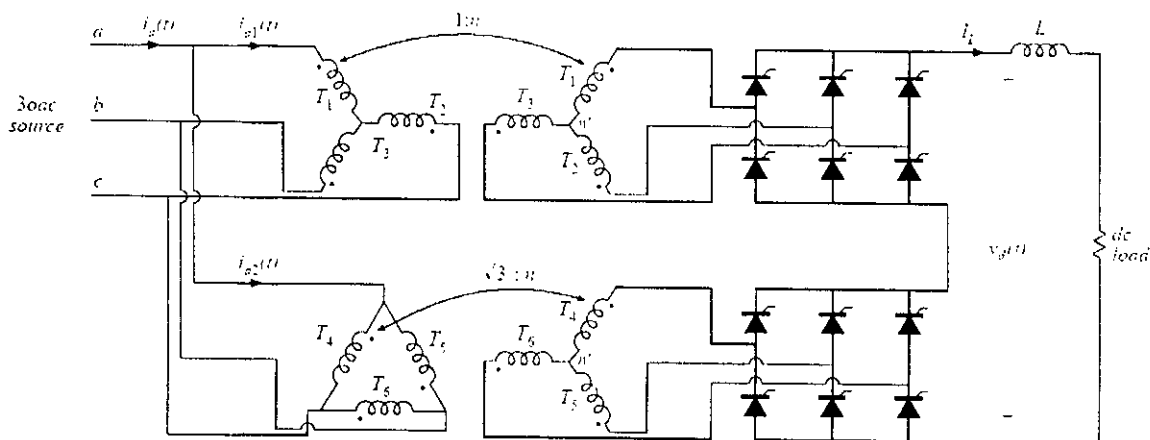 a
i_a(t)
i_a1(t)
1:n
i_L
L
T_1
T_2
T_3
T_1
T_3
n'
T_2
3øac
source
b
c
i_a2(t)
√3 : n
v_d(t)
dc
load
T_4
T_5
T_6
T_4
T_6
n'
T_5